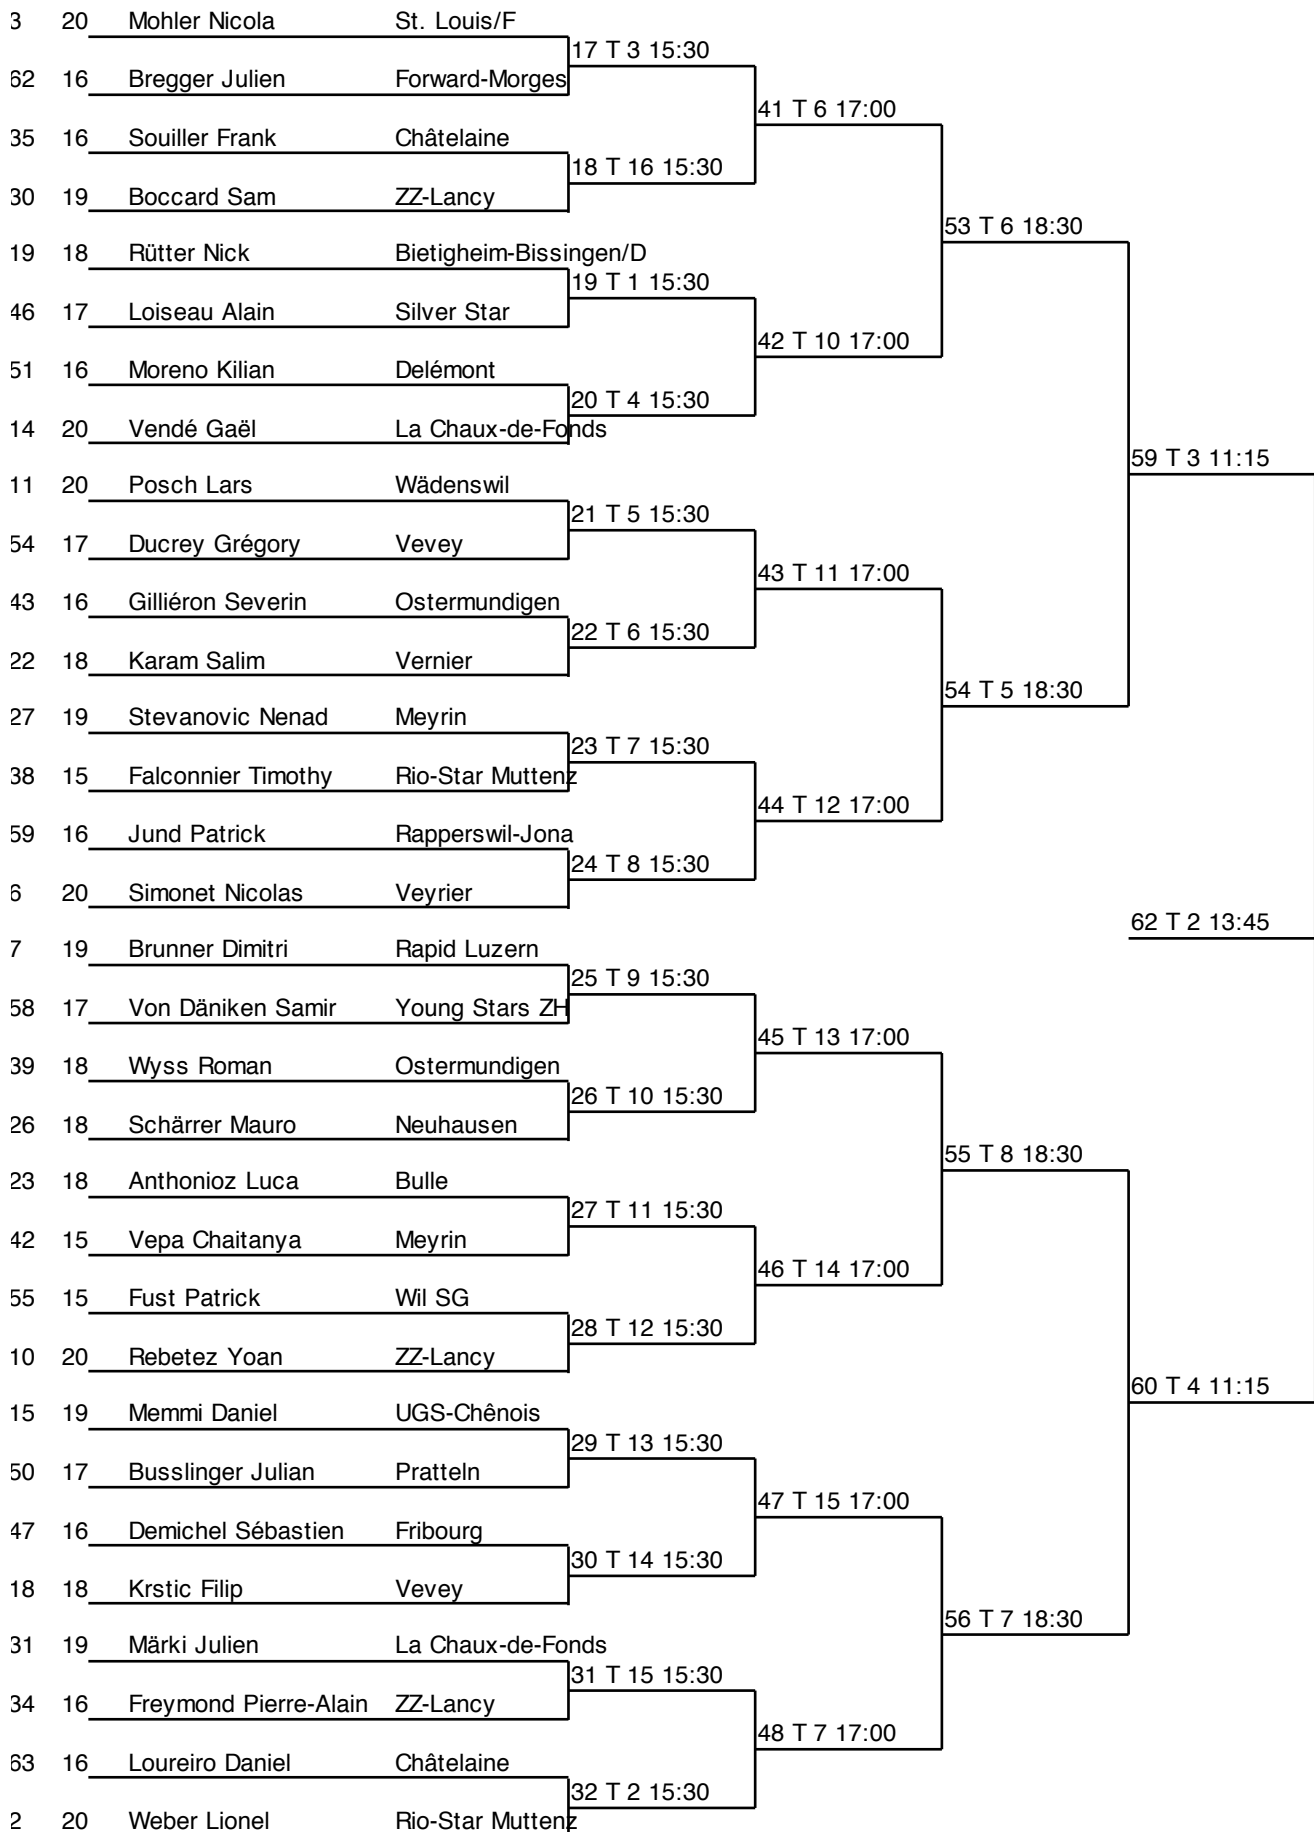 3 20 Mohler Nicola St. Louis/F
17 T 3 15:30
62 16 Bregger Julien Forward-Morges
41 T 6 17:00
35 16 Souiller Frank Châtelaine
18 T 16 15:30
30 19 Boccard Sam ZZ-Lancy
53 T 6 18:30
19 18 Rütter Nick Bietigheim-Bissingen/D
19 T 1 15:30
46 17 Loiseau Alain Silver Star
42 T 10 17:00
51 16 Moreno Kilian Delémont
20 T 4 15:30
14 20 Vendé Gaël La Chaux-de-Fonds
59 T 3 11:15
11 20 Posch Lars Wädenswil
21 T 5 15:30
54 17 Ducrey Grégory Vevey
43 T 11 17:00
43 16 Gilliéron Severin Ostermundigen
22 T 6 15:30
22 18 Karam Salim Vernier
54 T 5 18:30
27 19 Stevanovic Nenad Meyrin
23 T 7 15:30
38 15 Falconnier Timothy Rio-Star Muttenz
44 T 12 17:00
59 16 Jund Patrick Rapperswil-Jona
24 T 8 15:30
6 20 Simonet Nicolas Veyrier
62 T 2 13:45
7 19 Brunner Dimitri Rapid Luzern
25 T 9 15:30
58 17 Von Däniken Samir Young Stars ZH
45 T 13 17:00
39 18 Wyss Roman Ostermundigen
26 T 10 15:30
26 18 Schärrer Mauro Neuhausen
55 T 8 18:30
23 18 Anthonioz Luca Bulle
27 T 11 15:30
42 15 Vepa Chaitanya Meyrin
46 T 14 17:00
55 15 Fust Patrick Wil SG
28 T 12 15:30
10 20 Rebetez Yoan ZZ-Lancy
60 T 4 11:15
15 19 Memmi Daniel UGS-Chênois
29 T 13 15:30
50 17 Busslinger Julian Pratteln
47 T 15 17:00
47 16 Demichel Sébastien Fribourg
30 T 14 15:30
18 18 Krstic Filip Vevey
56 T 7 18:30
31 19 Märki Julien La Chaux-de-Fonds
31 T 15 15:30
34 16 Freymond Pierre-Alain ZZ-Lancy
48 T 7 17:00
63 16 Loureiro Daniel Châtelaine
32 T 2 15:30
2 20 Weber Lionel Rio-Star Muttenz